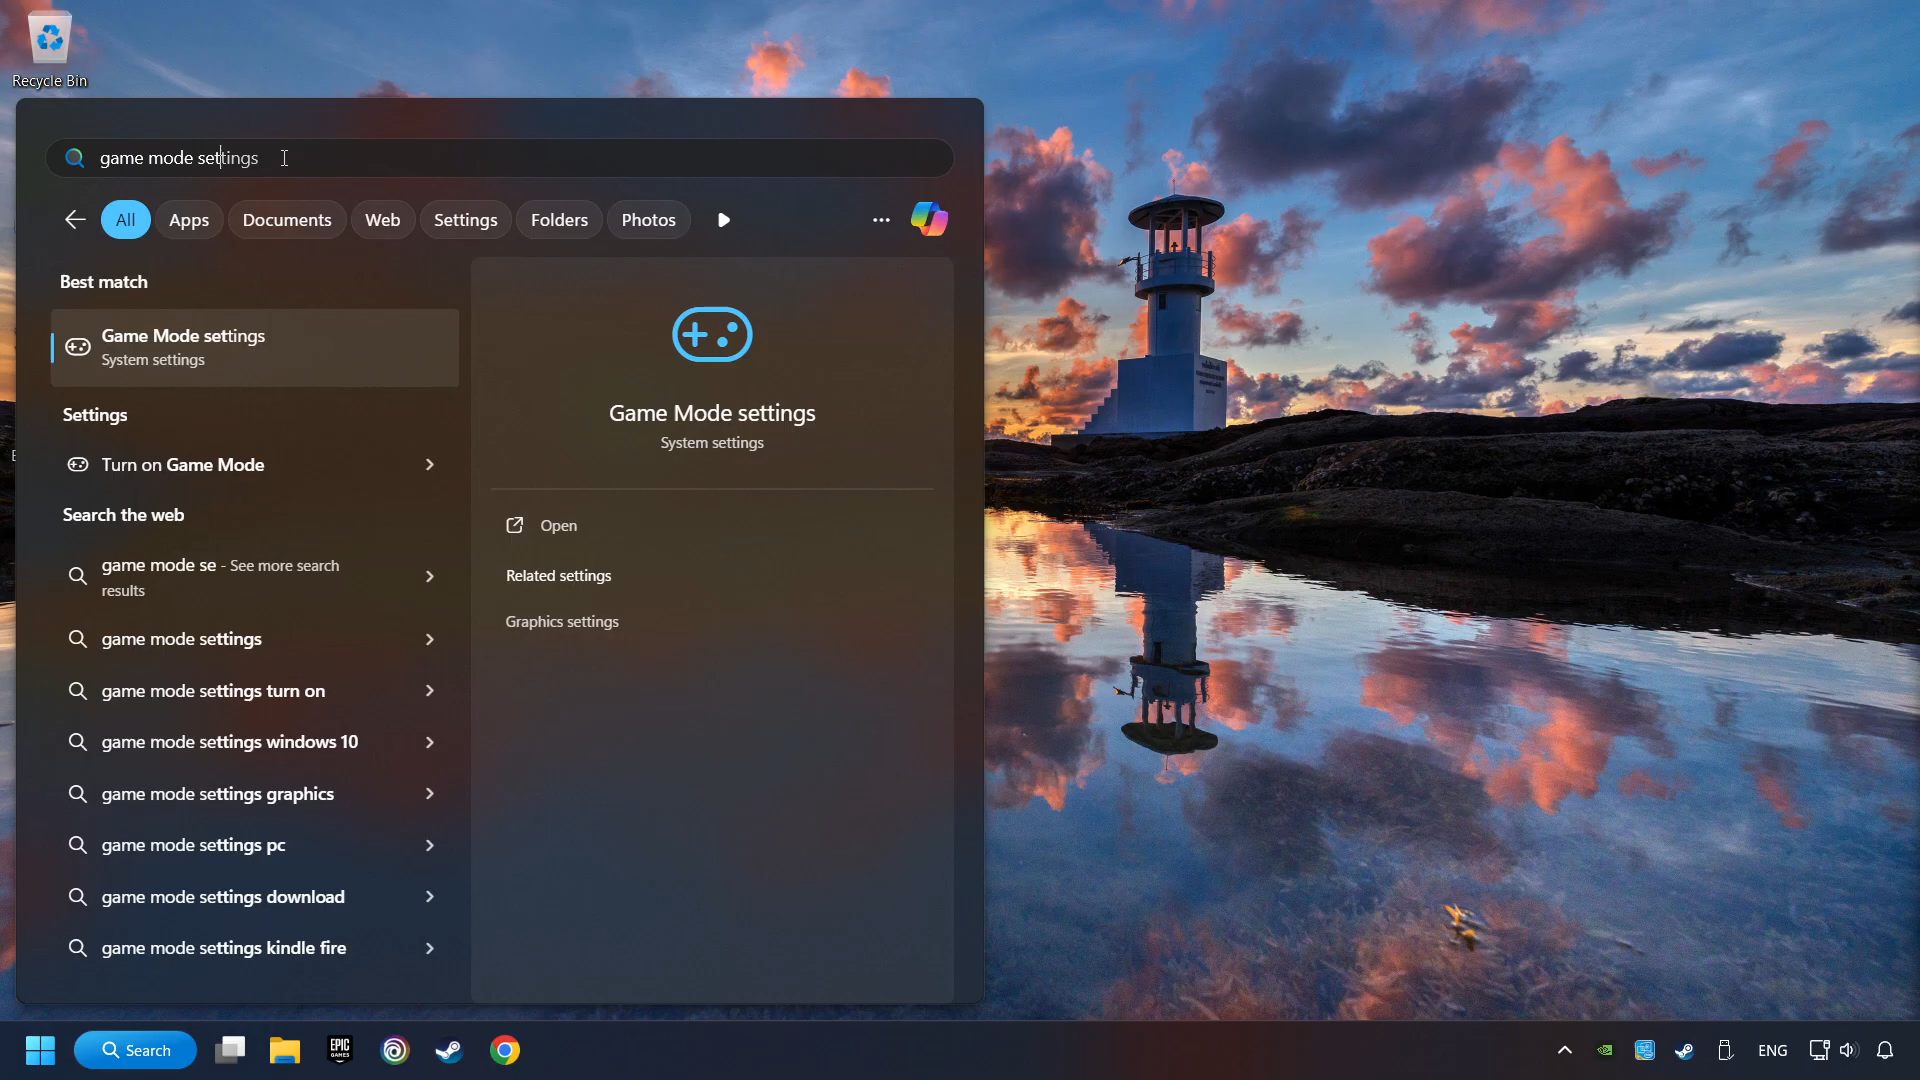 Recycle Bin
game mode settings
All Apps Documents Web Settings Folders Photos
Best match
Game Mode settings
System settings
Settings
Turn on Game Mode
Search the web
game mode se - See more search
results
game mode settings
game mode settings turn on
game mode settings windows 10
game mode settings graphics
game mode settings pc
game mode settings download
game mode settings kindle fire
Game Mode settings
System settings
Open
Related settings
Graphics settings
Search
EPIC
GAMES
ENG